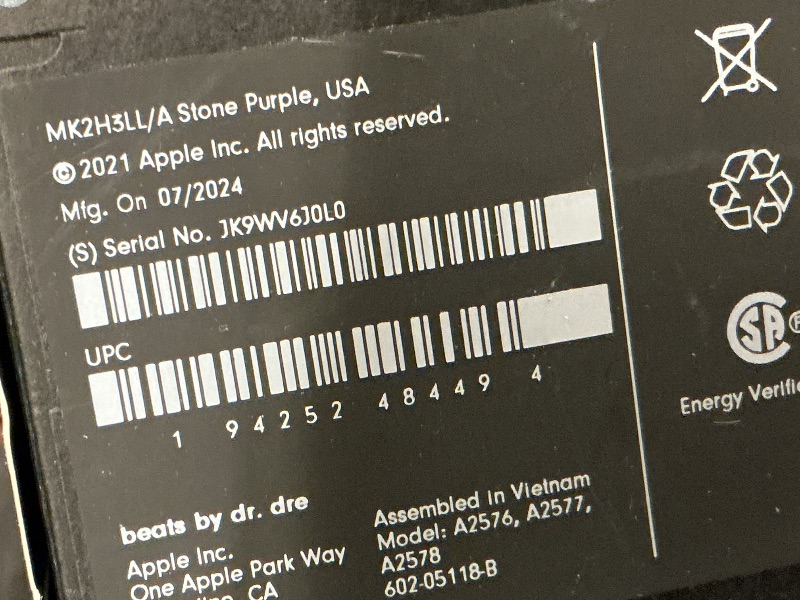 MK2H3LL/A Stone Purple, USA
©2021 Apple Inc. All rights reserved.
Mfg. On 07/2024
(S) Serial No. JK9WV6J0L0
UPC
1 94252 48449 4
beats by dr. dre
Apple Inc.
One Apple Park Way
CA
Assembled in Vietnam
Model: A2576, A2577,
A2578
602-05118-B
SA
Energy